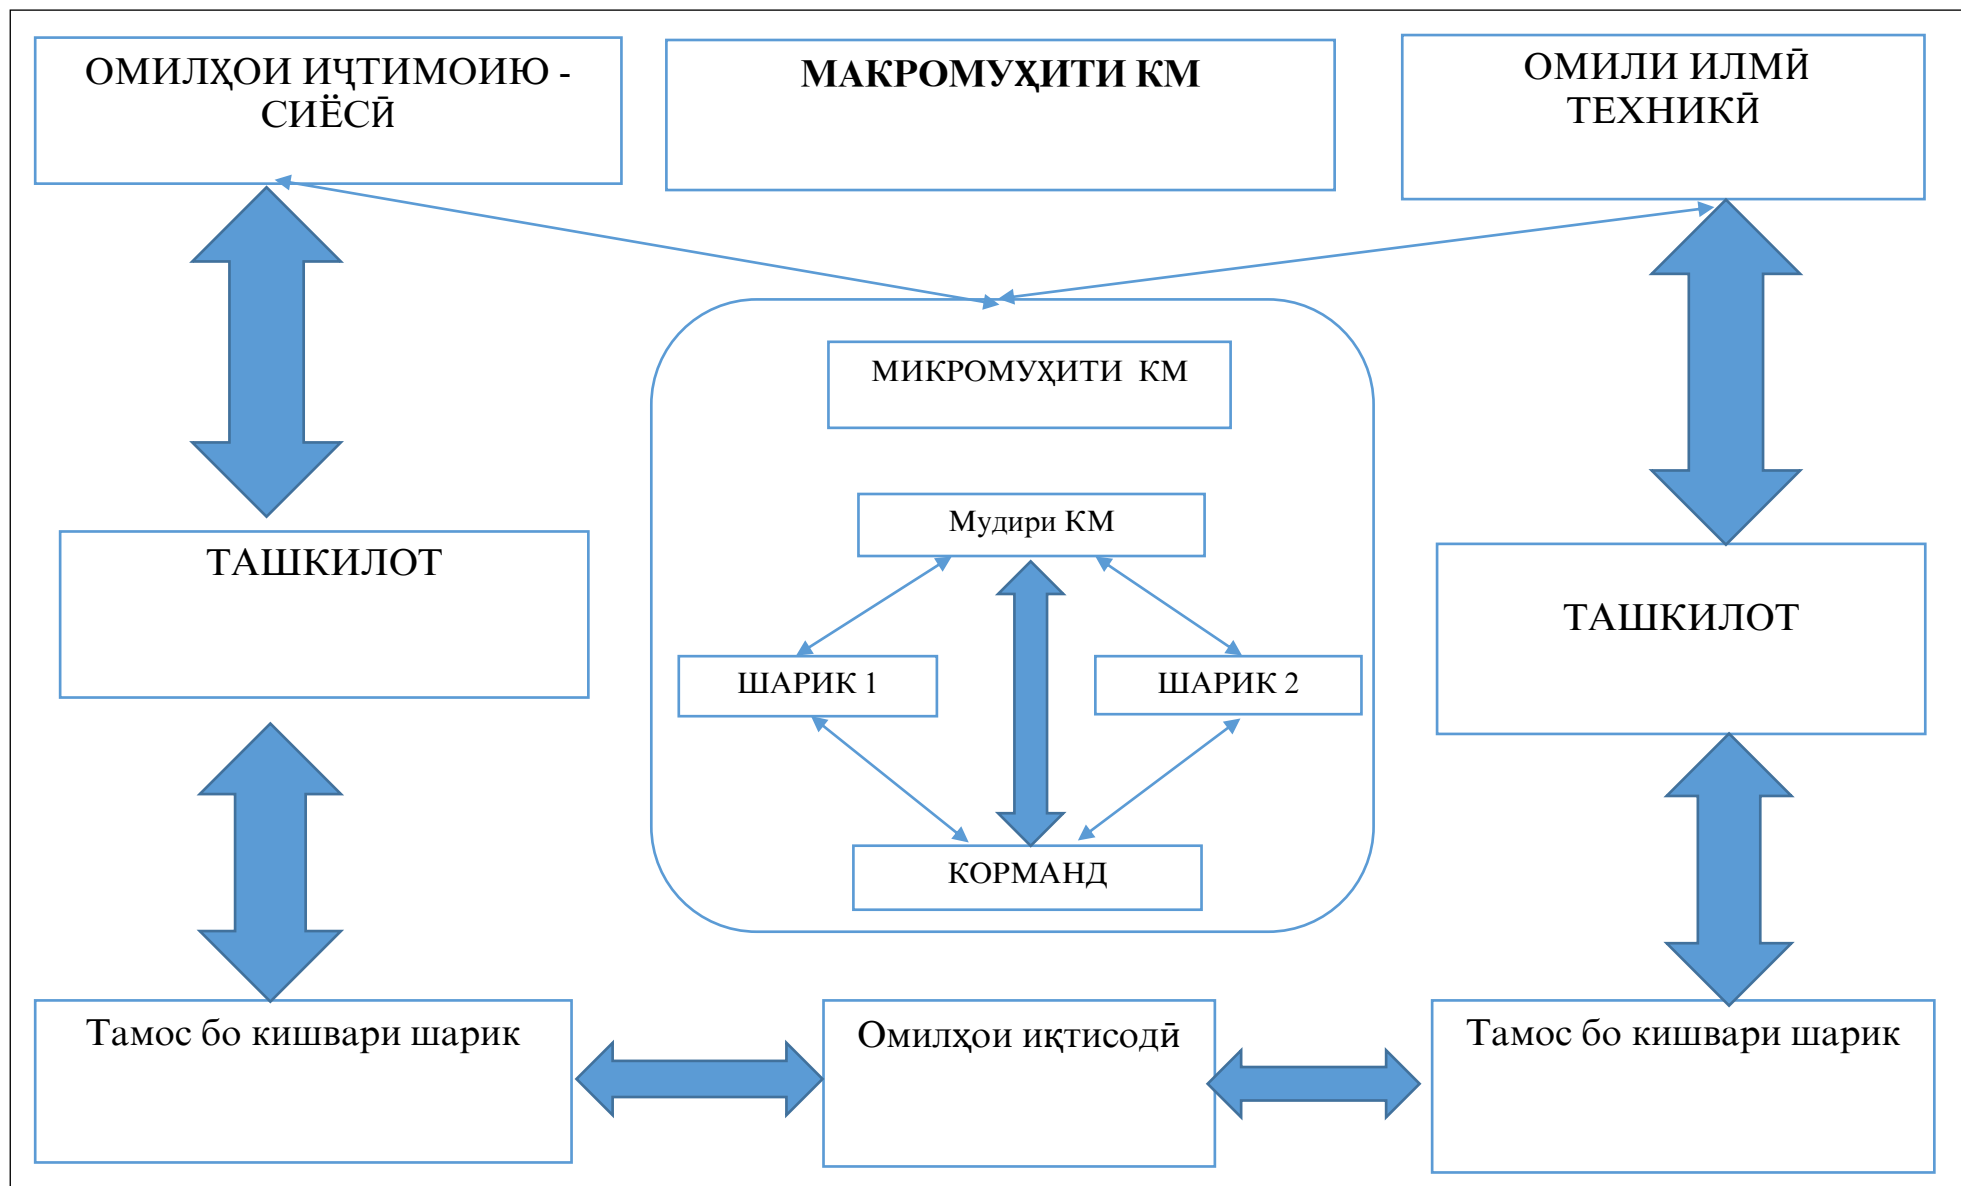 ОМИЛҲОИ ИҶТИМОИЮ -
СИЁСӢ
МАКРОМУҲИТИ КМ
ОМИЛИ ИЛМӢ
ТЕХНИКӢ
МИКРОМУҲИТИ КМ
Мудири КМ
ТАШКИЛОТ
ТАШКИЛОТ
ШАРИК 1
ШАРИК 2
КОРМАНД
Тамос бо кишвари шарик
Омилҳои иқтисодӣ
Тамос бо кишвари шарик